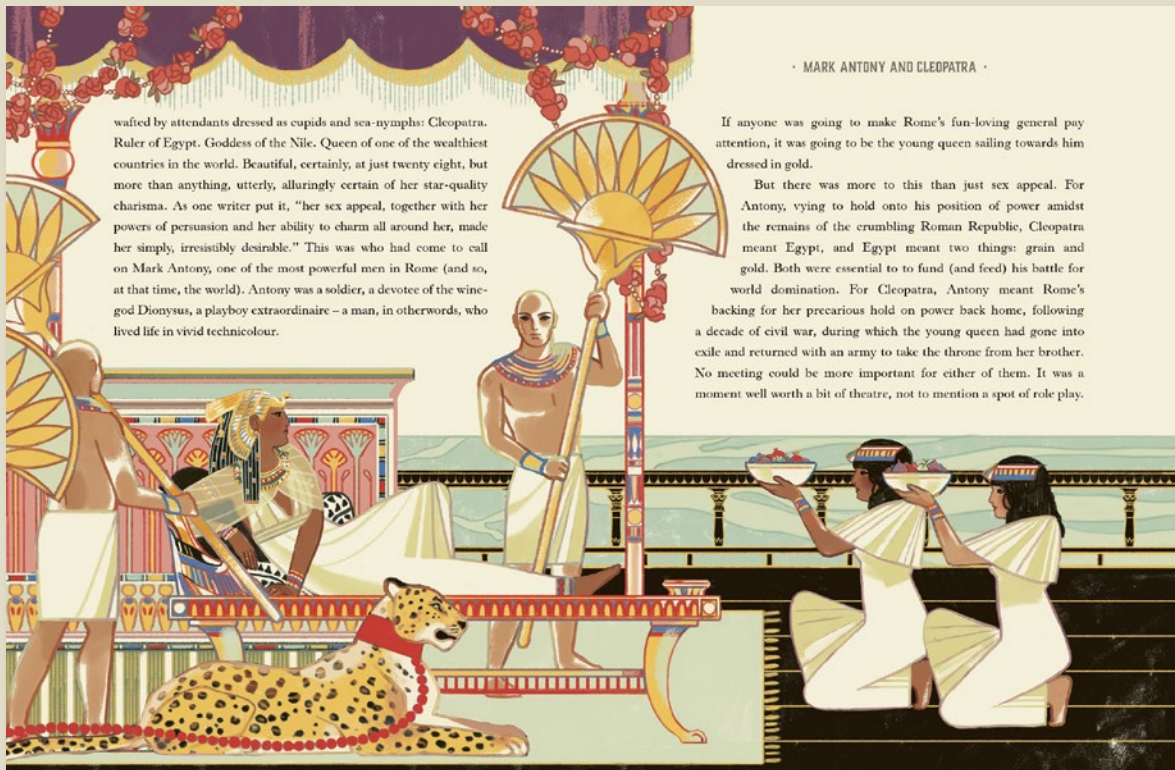 wafted by attendants dressed as cupids and sea-nymphs: Cleopatra.
Ruler of Egypt. Goddess of the Nile. Queen of one of the wealthiest
countries in the world. Beautiful, certainly, at just twenty eight, but
more than anything, utterly, alluringly certain of her star-quality
charisma. As one writer put it, “her sex appeal, together with her
powers of persuasion and her ability to charm all around her, made
her simply, irresistibly desirable.” This was who had come to call
on Mark Antony, one of the most powerful men in Rome (and so,
at that time, the world). Antony was a soldier, a devotee of the wine-
god Dionysus, a playboy extraordinaire – a man, in otherwords, who
lived life in vivid technicolour.
· MARK ANTONY AND CLEOPATRA ·
If anyone was going to make Rome’s fun-loving general pay
attention, it was going to be the young queen sailing towards him
dressed in gold.
But there was more to this than just sex appeal. For
Antony, vying to hold onto his position of power amidst
the remains of the crumbling Roman Republic, Cleopatra
meant Egypt, and Egypt meant two things: grain and
gold. Both were essential to to fund (and feed) his battle for
world domination. For Cleopatra, Antony meant Rome’s
backing for her precarious hold on power back home, following
a decade of civil war, during which the young queen had gone into
exile and returned with an army to take the throne from her brother.
No meeting could be more important for either of them. It was a
moment well worth a bit of theatre, not to mention a spot of role play.